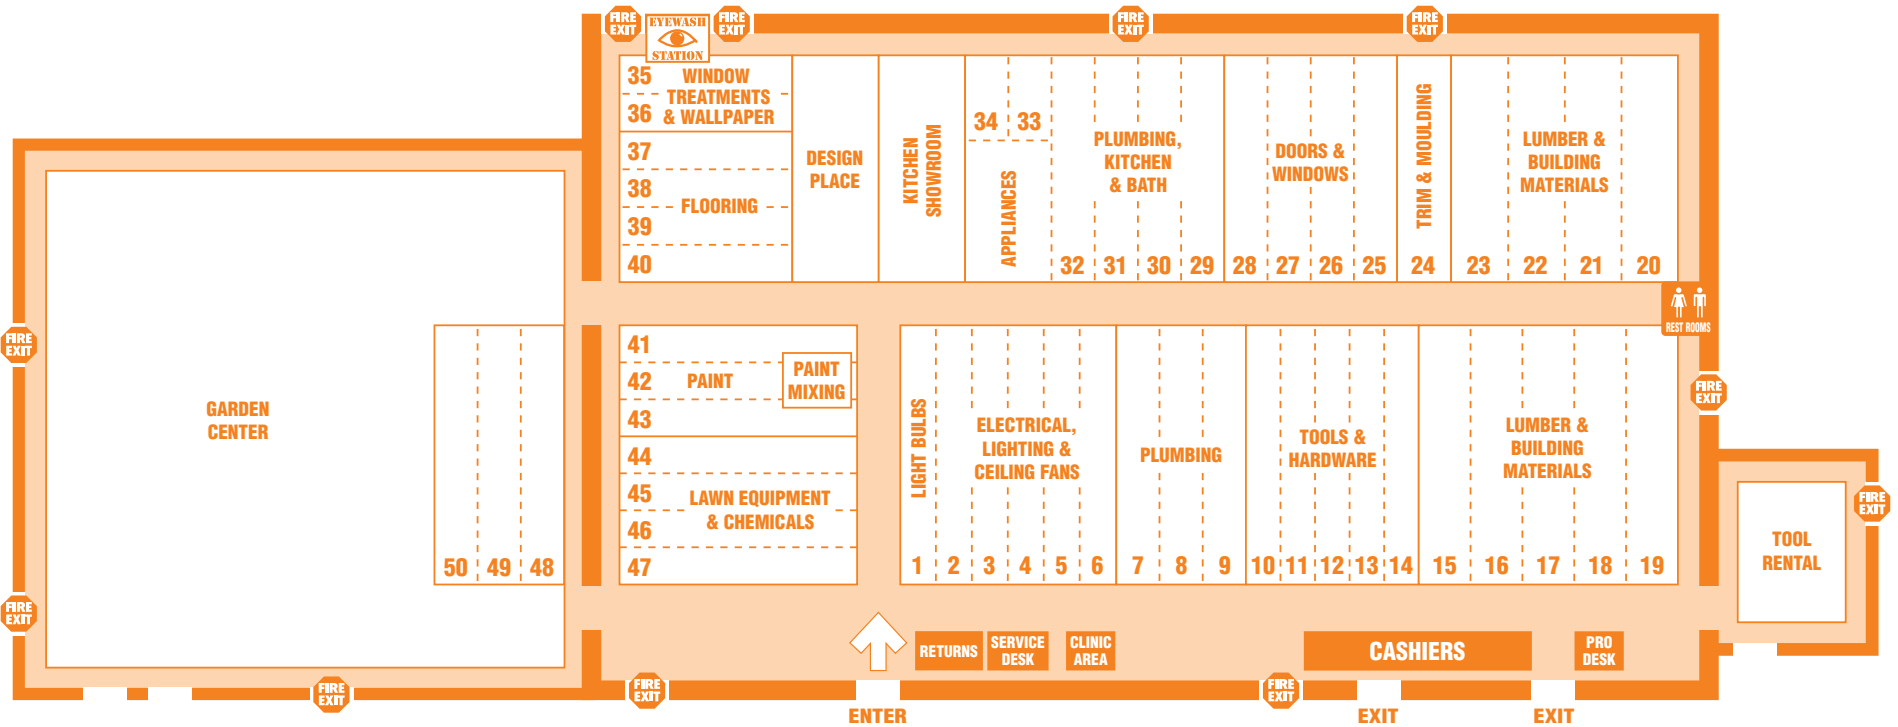 FIRE
EXIT
EYEWASH
STATION
FIRE
EXIT
FIRE
EXIT
FIRE
EXIT
35
WINDOW
TREATMENTS
36
& WALLPAPER
37
38
FLOORING
39
40
DESIGN
PLACE
KITCHEN
SHOWROOM
34
33
APPLIANCES
PLUMBING,
KITCHEN
& BATH
32
31
30
29
DOORS &
WINDOWS
28
27
26
25
TRIM & MOULDING
24
LUMBER &
BUILDING
MATERIALS
23
22
21
20
REST ROOMS
FIRE
EXIT
GARDEN
CENTER
50
49
48
FIRE
EXIT
FIRE
EXIT
41
42
PAINT
PAINT
MIXING
43
44
45
LAWN EQUIPMENT
& CHEMICALS
46
47
LIGHT BULBS
ELECTRICAL,
LIGHTING &
CEILING FANS
1
2
3
4
5
6
PLUMBING
7
8
9
TOOLS &
HARDWARE
10
11
12
13
14
LUMBER &
BUILDING
MATERIALS
15
16
17
18
19
FIRE
EXIT
FIRE
EXIT
TOOL
RENTAL
RETURNS
SERVICE
DESK
CLINIC
AREA
CASHIERS
PRO
DESK
FIRE
EXIT
FIRE
EXIT
ENTER
FIRE
EXIT
EXIT
EXIT